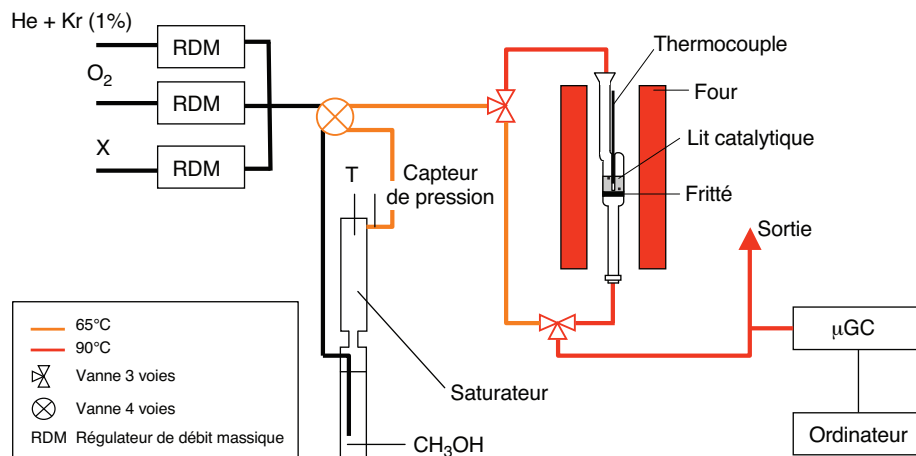 He + Kr (1%)
RDM
O2
RDM
X
RDM
T
Capteur
de pression
Thermocouple
Four
Lit catalytique
Fritté
Sortie
µGC
Ordinateur
Saturateur
CH3OH
65°C
90°C
Vanne 3 voies
Vanne 4 voies
RDM Régulateur de débit massique